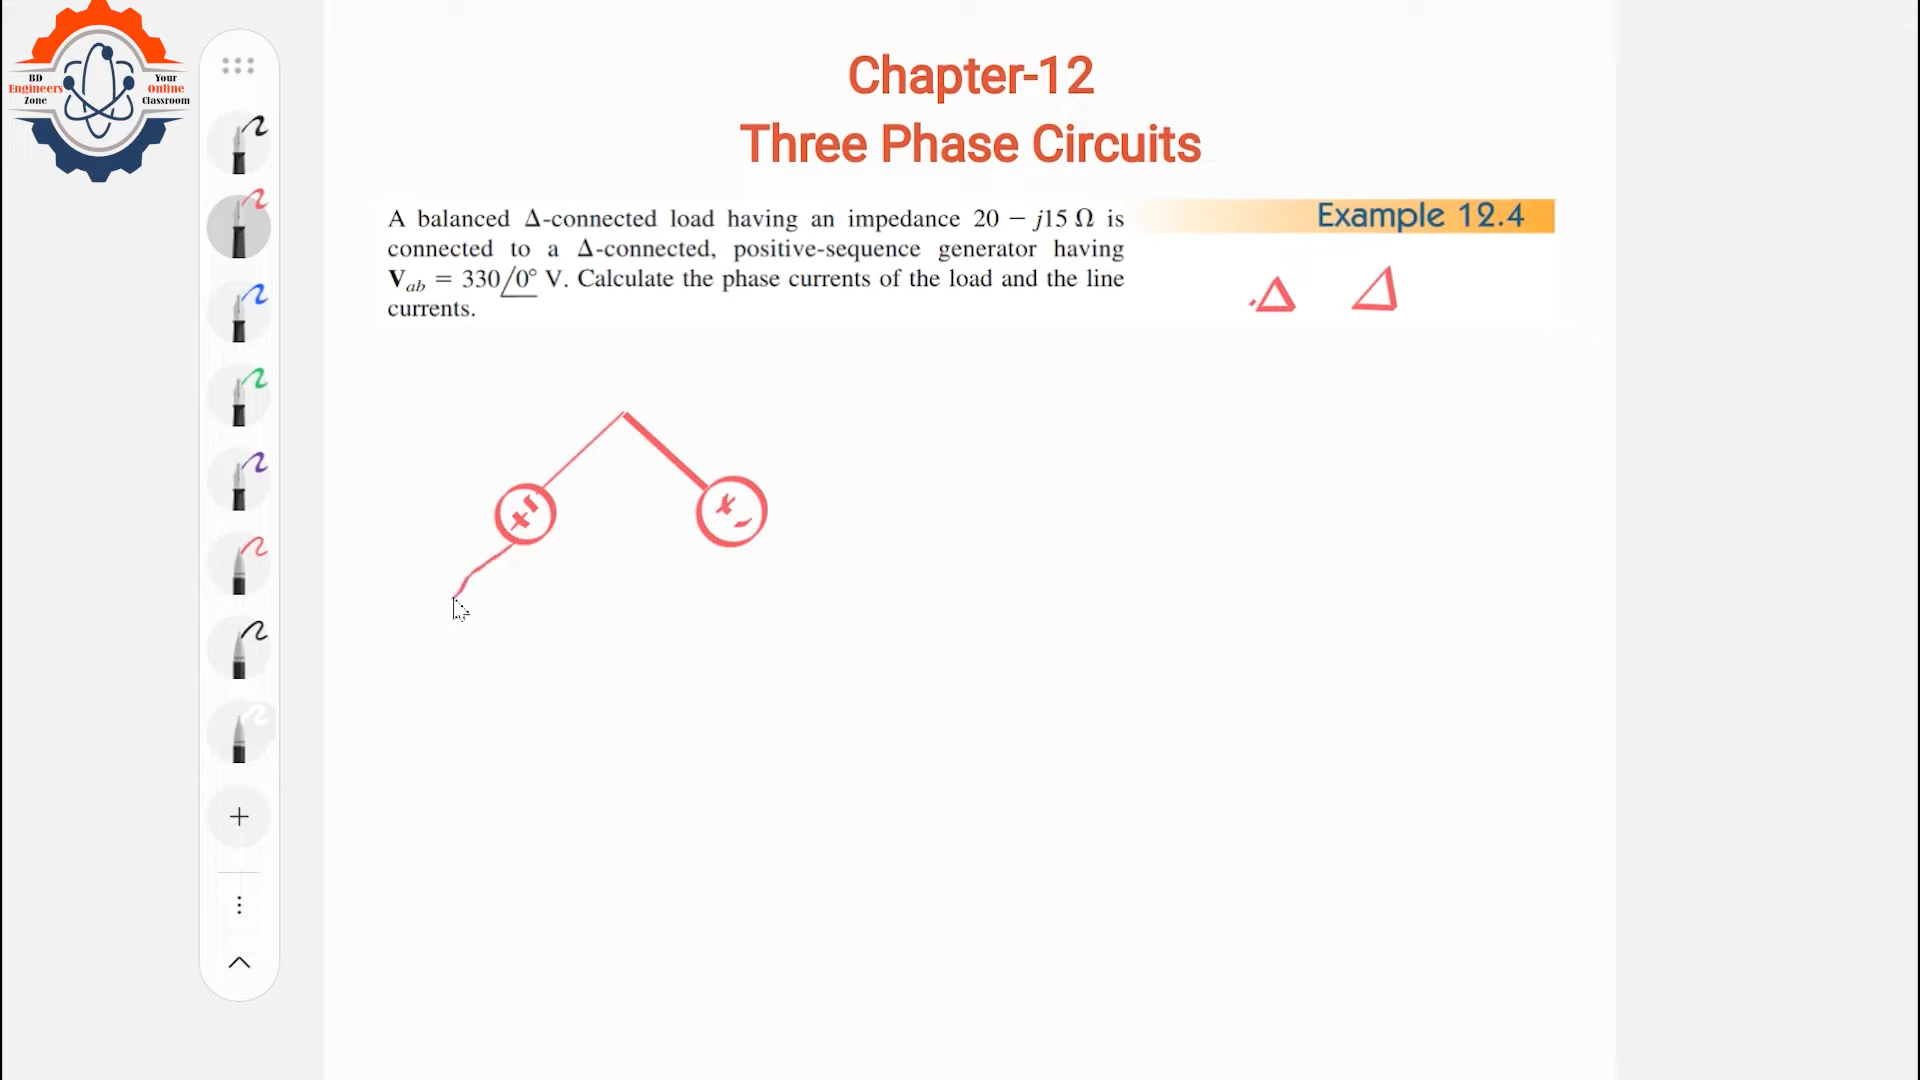 BD
Engineers
Zone
Your
Online
Classroom
Chapter-12
Three Phase Circuits
A balanced Δ-connected load having an impedance 20 − j15 Ω is
connected to a Δ-connected, positive-sequence generator having
Vab = 330/0° V. Calculate the phase currents of the load and the line
currents.
Example 12.4
Δ Δ
+ -
+ -